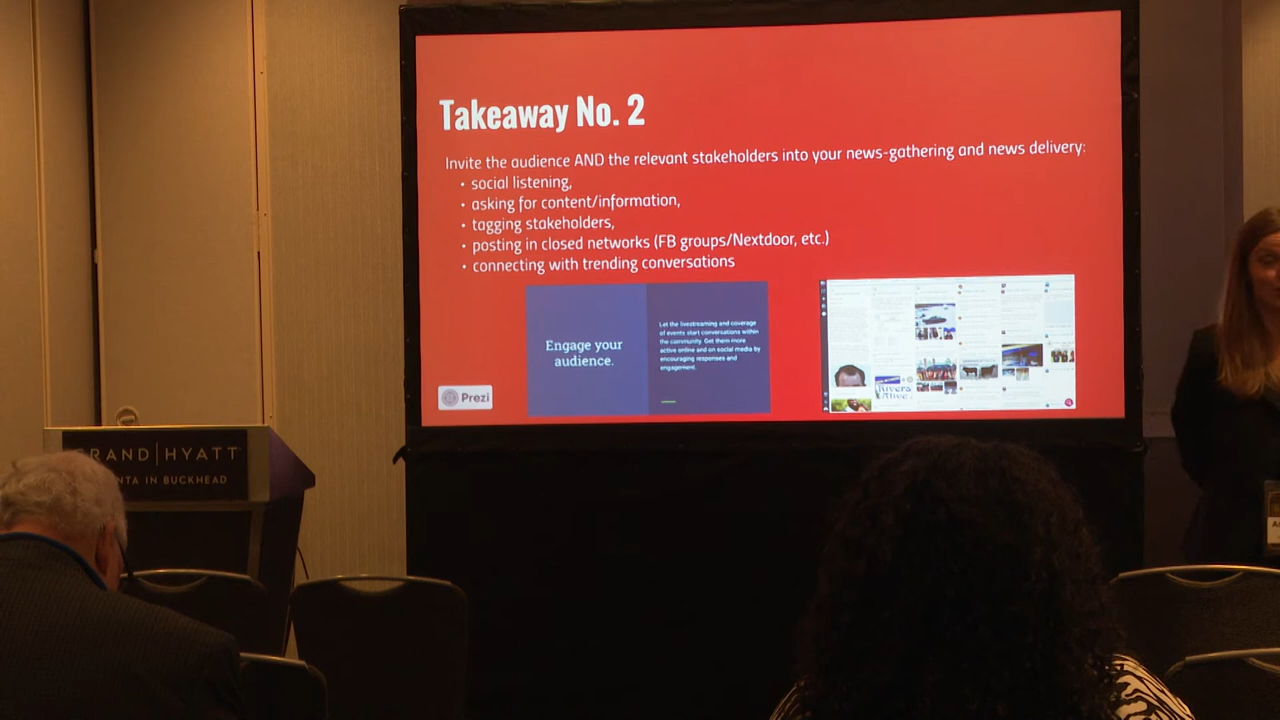 Takeaway No. 2
Invite the audience AND the relevant stakeholders into your news-gathering and news delivery:
• social listening,
• asking for content/information,
• tagging stakeholders,
• posting in closed networks (FB groups/Nextdoor, etc.)
• connecting with trending conversations
Engage your
audience.
Let the livestreaming and coverage
of events start conversations within
the community. Get them more
active online and on social media by
encouraging responses and
engagement.
Prezi
RAND | HYATT
NTA IN BUCKHEAD